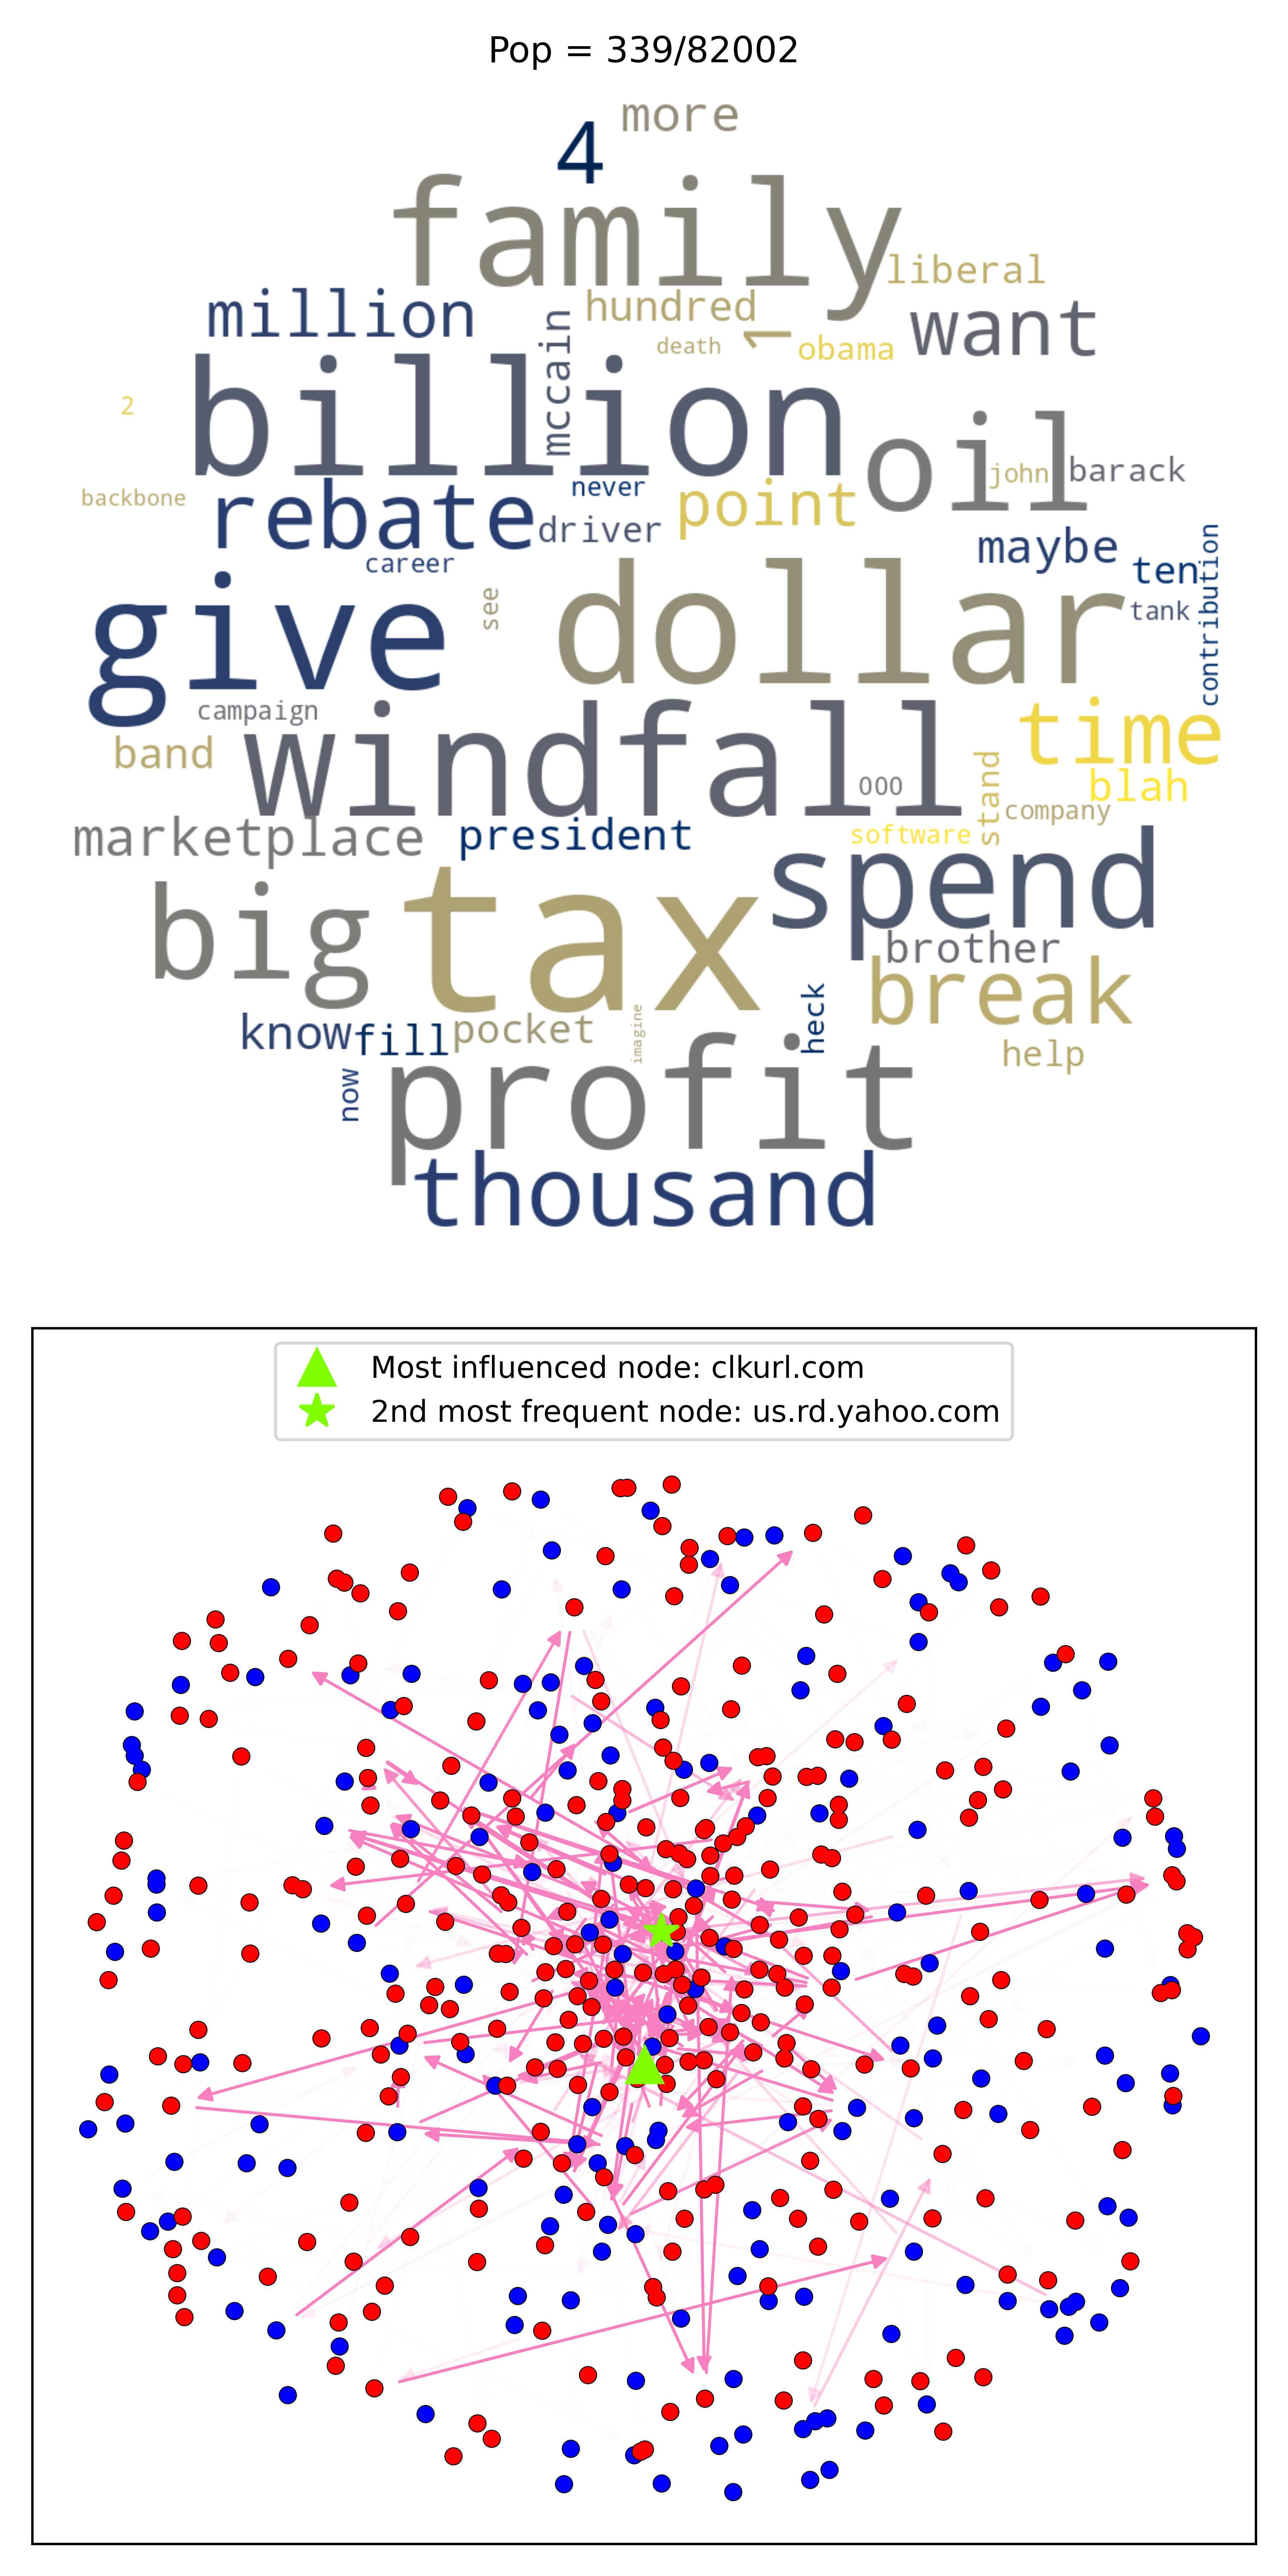 Pop = 339/82002
more
4
family
liberal
million
hundred
1
want
mccain
death
obama
billion
2
oil
john
barack
backbone
rebate
never
point
driver
maybe
career
ten
contribution
give
see
dollar
tank
campaign
windfall
time
band
000
stand
blah
company
marketplace
president
software
spend
big
tax
brother
break
know
fill
pocket
imagine
heck
help
now
profit
thousand
Most influenced node: clkurl.com
2nd most frequent node: us.rd.yahoo.com